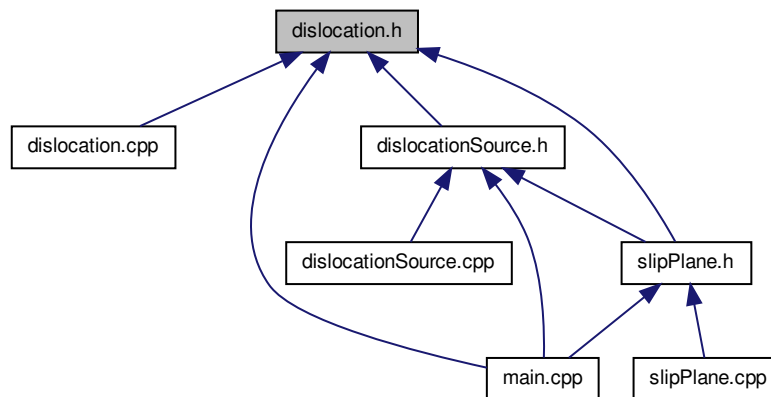 dislocation.h
dislocation.cpp
dislocationSource.h
dislocationSource.cpp
slipPlane.h
main.cpp
slipPlane.cpp